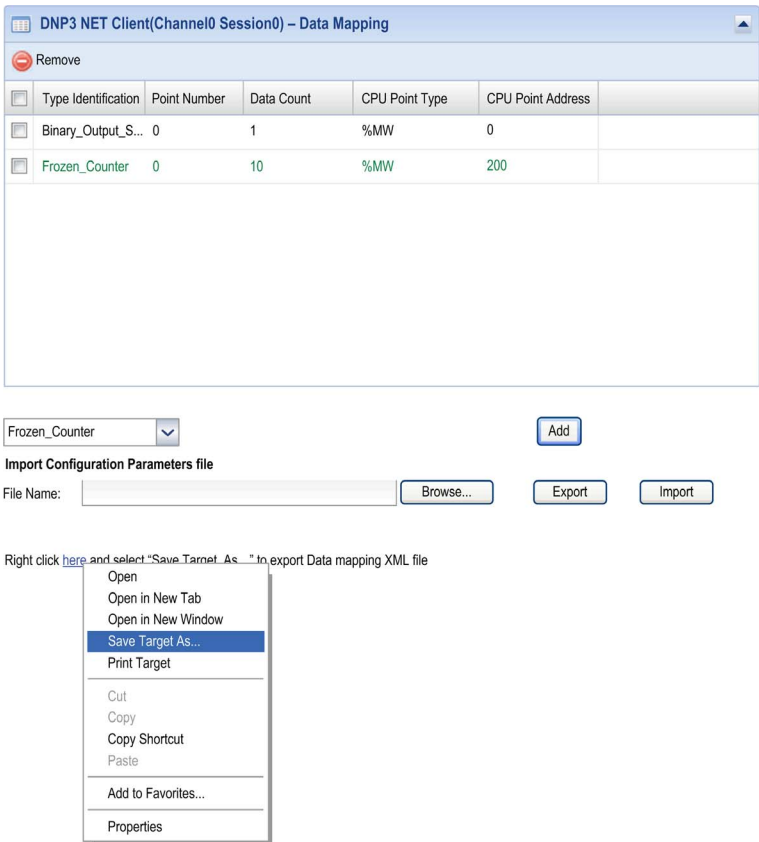 DNP3 NET Client(Channel0 Session0) – Data Mapping
Remove
Type Identification Point Number Data Count CPU Point Type CPU Point Address
Binary_Output_S... 0 1 %MW 0
Frozen_Counter 0 10 %MW 200
Frozen_Counter Add
Import Configuration Parameters file
File Name: Browse... Export Import
Right click here and select “Save Target As...” to export Data mapping XML file
Open
Open in New Tab
Open in New Window
Save Target As...
Print Target
Cut
Copy
Copy Shortcut
Paste
Add to Favorites...
Properties